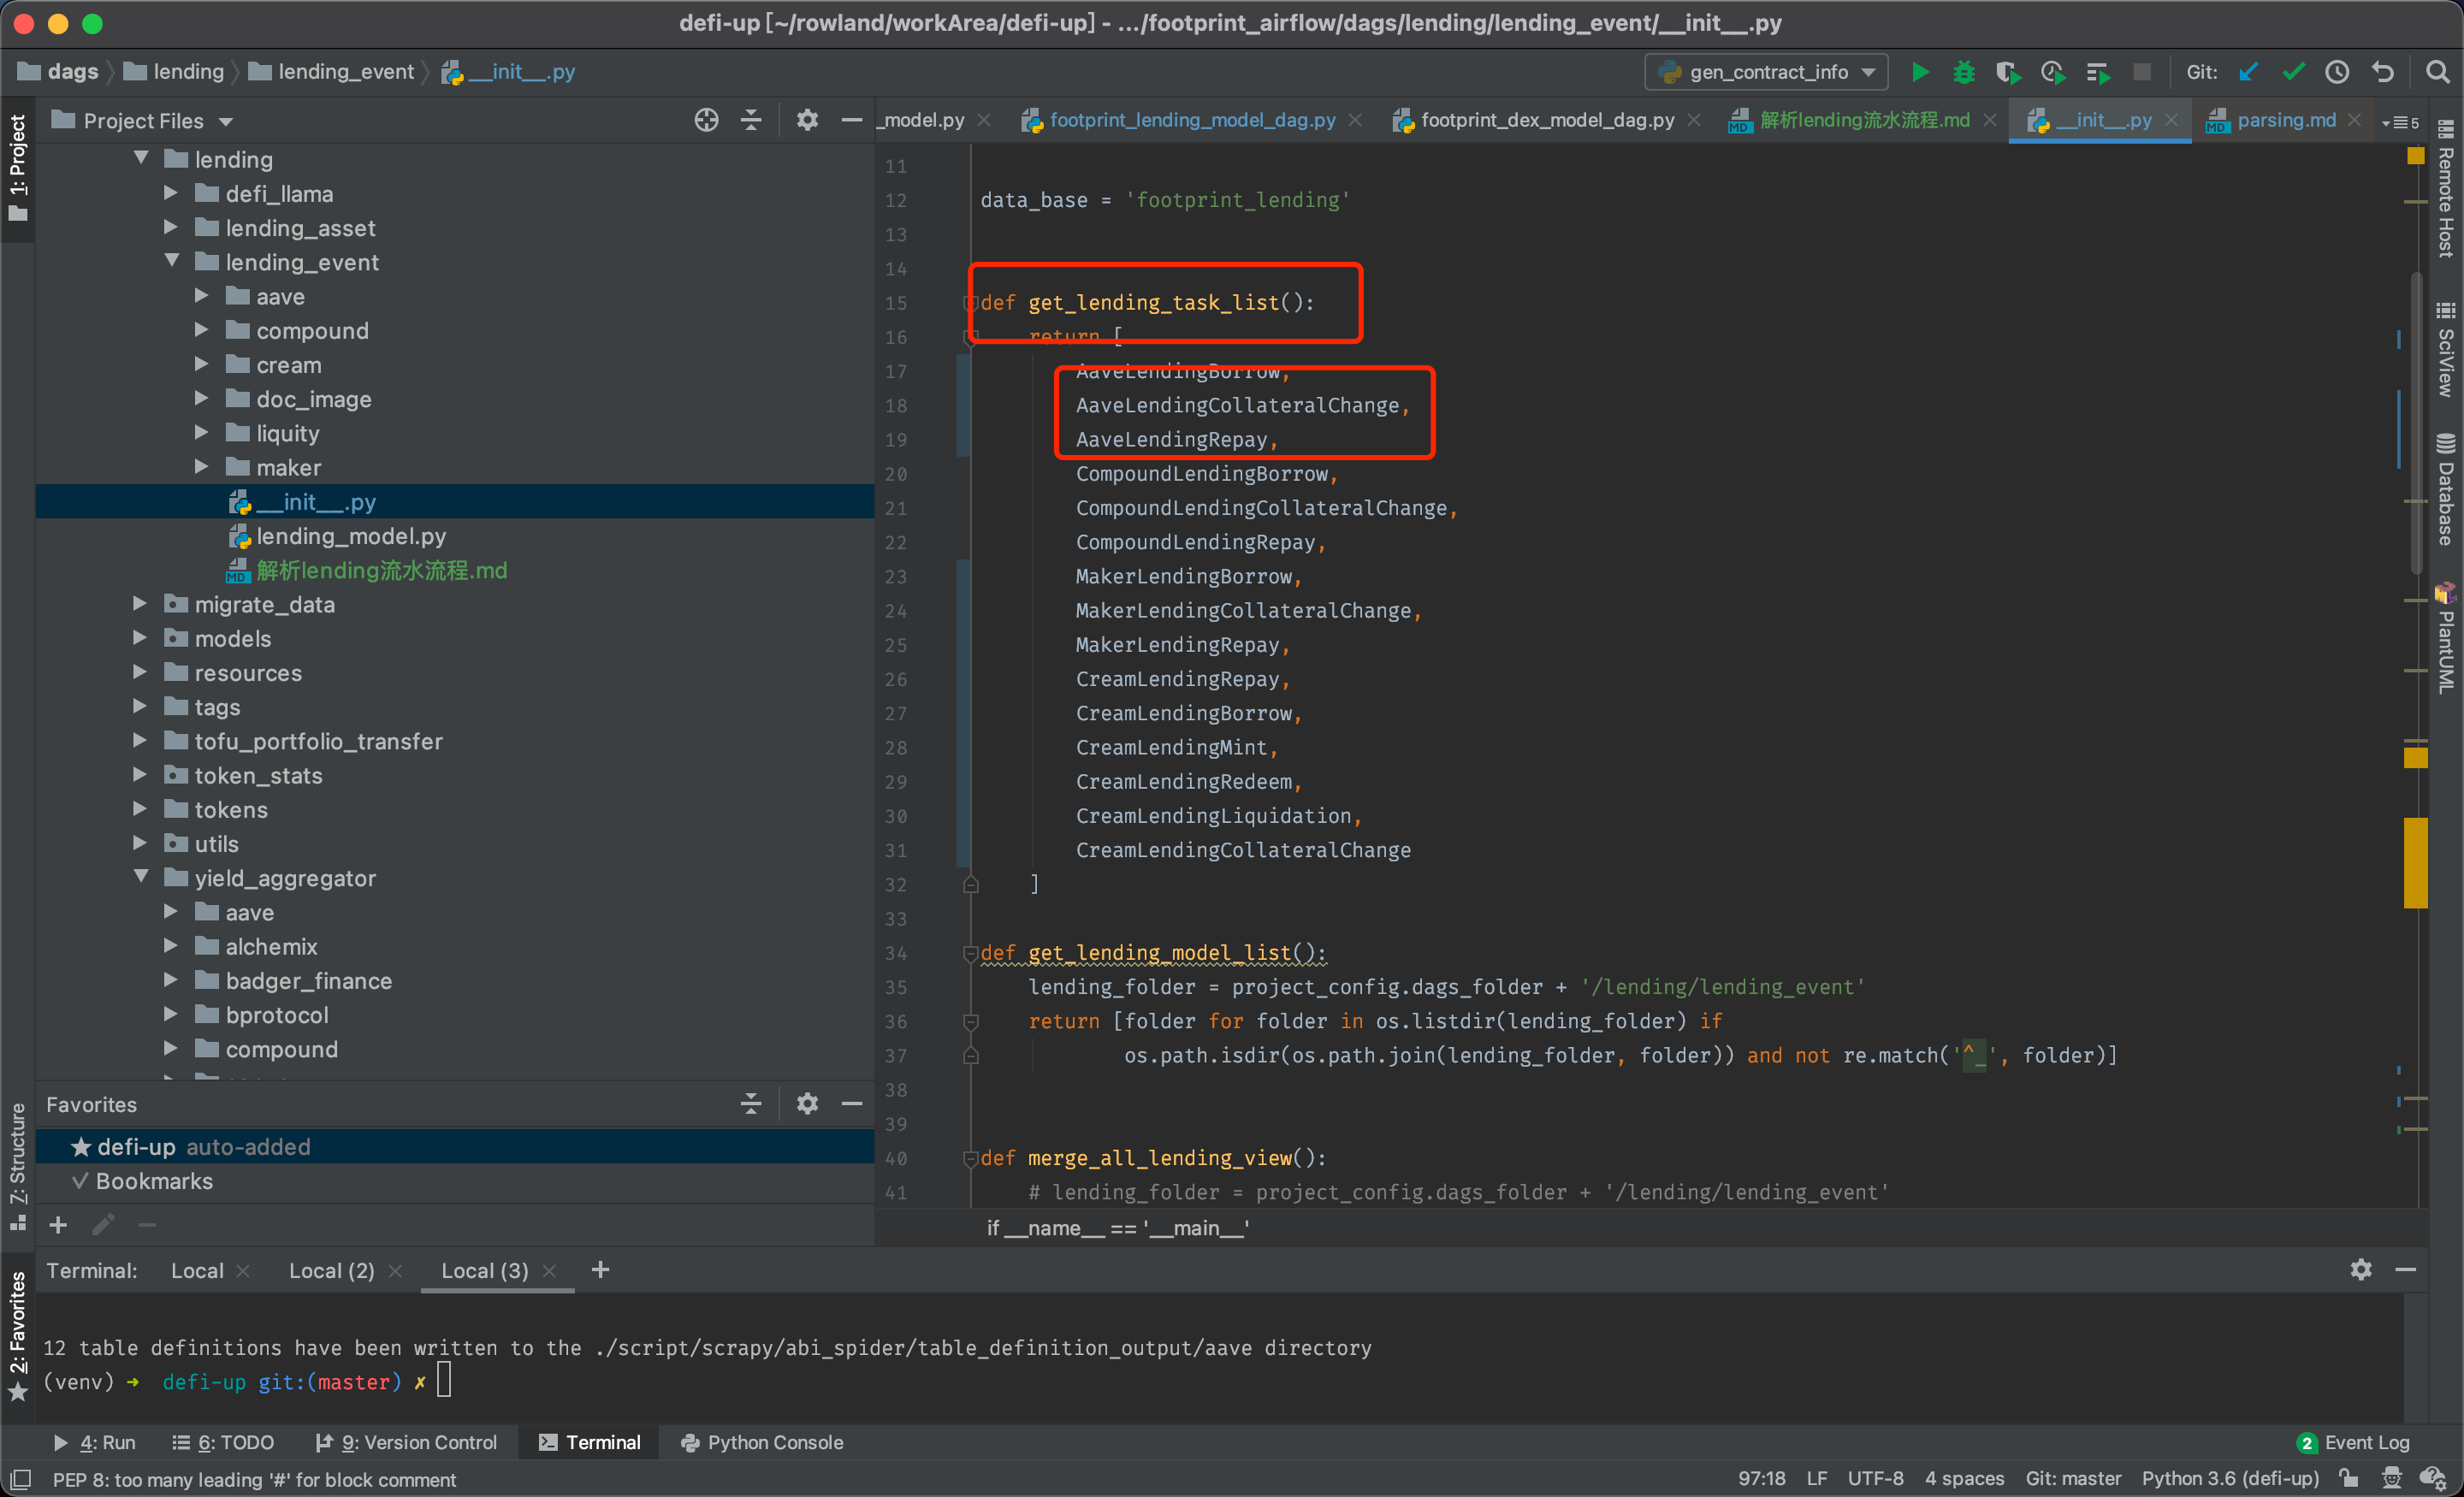 defi-up [~/rowland/workArea/defi-up] - .../footprint_airflow/dags/lending/lending_event/__init__.py
dags lending lending_event __init__.py
gen_contract_info
Git:
1: Project
Project Files
_model.py footprint_lending_model_dag.py footprint_dex_model_dag.py 解析lending流水流程.md __init__.py parsing.md 5
lending
defi_llama
lending_asset
lending_event
aave
compound
cream
doc_image
liquity
maker
__init__.py
lending_model.py
解析lending流水流程.md
migrate_data
models
resources
tags
tofu_portfolio_transfer
token_stats
tokens
utils
yield_aggregator
aave
alchemix
badger_finance
bprotocol
compound
11
12 data_base = 'footprint_lending'
13
14
15 def get_lending_task_list():
16 return [
17 AaveLendingBorrow,
18 AaveLendingCollateralChange,
19 AaveLendingRepay,
20 CompoundLendingBorrow,
21 CompoundLendingCollateralChange,
22 CompoundLendingRepay,
23 MakerLendingBorrow,
24 MakerLendingCollateralChange,
25 MakerLendingRepay,
26 CreamLendingRepay,
27 CreamLendingBorrow,
28 CreamLendingMint,
29 CreamLendingRedeem,
30 CreamLendingLiquidation,
31 CreamLendingCollateralChange
32 ]
33
34 def get_lending_model_list():
35 lending_folder = project_config.dags_folder + '/lending/lending_event'
36 return [folder for folder in os.listdir(lending_folder) if
37 os.path.isdir(os.path.join(lending_folder, folder)) and not re.match('^_', folder)]
38
39
40 def merge_all_lending_view():
41 # lending_folder = project_config.dags_folder + '/lending/lending_event'
if __name__ == '__main__'
Remote Host
SciView
Database
PlantUML
Favorites
defi-up auto-added
Bookmarks
7: Structure
2: Favorites
Terminal: Local Local (2) Local (3)
12 table definitions have been written to the ./script/scrapy/abi_spider/table_definition_output/aave directory
(venv) ➜ defi-up git:(master) ✗
4: Run 6: TODO 9: Version Control Terminal Python Console
2 Event Log
PEP 8: too many leading '#' for block comment
97:18 LF UTF-8 4 spaces Git: master Python 3.6 (defi-up)